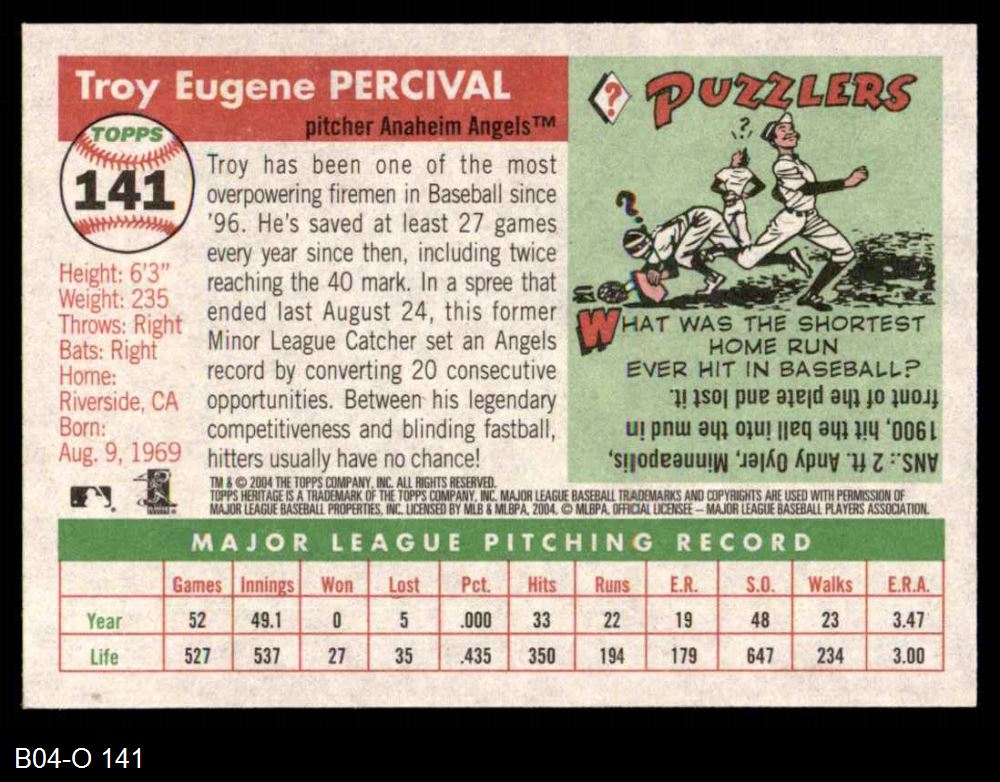 Troy Eugene PERCIVAL
pitcher Anaheim Angels™
TOPPS
141
Height: 6'3"
Weight: 235
Throws: Right
Bats: Right
Home:
Riverside, CA
Born:
Aug. 9, 1969
Troy has been one of the most
overpowering firemen in Baseball since
'96. He's saved at least 27 games
every year since then, including twice
reaching the 40 mark. In a spree that
ended last August 24, this former
Minor League Catcher set an Angels
record by converting 20 consecutive
opportunities. Between his legendary
competitiveness and blinding fastball,
hitters usually have no chance!
?
PUZZLERS
?
?
WHAT WAS THE SHORTEST
HOME RUN
EVER HIT IN BASEBALL?
ANS.: 2 ft. Andy Oyler, Minneapolis,
1900, hit the ball into the mud in
front of the plate and lost it.
TM & © 2004 THE TOPPS COMPANY, INC. ALL RIGHTS RESERVED.
TOPPS HERITAGE IS A TRADEMARK OF THE TOPPS COMPANY, INC. MAJOR LEAGUE BASEBALL TRADEMARKS AND COPYRIGHTS ARE USED WITH PERMISSION OF
MAJOR LEAGUE BASEBALL PROPERTIES, INC. LICENSED BY MLB & MLBPA, 2004. © MLBPA. OFFICIAL LICENSEE – MAJOR LEAGUE BASEBALL PLAYERS ASSOCIATION.
MAJOR LEAGUE PITCHING RECORD
Games Innings Won Lost Pct. Hits Runs E.R. S.O. Walks E.R.A.
Year 52 49.1 0 5 .000 33 22 19 48 23 3.47
Life 527 537 27 35 .435 350 194 179 647 234 3.00
B04-O 141